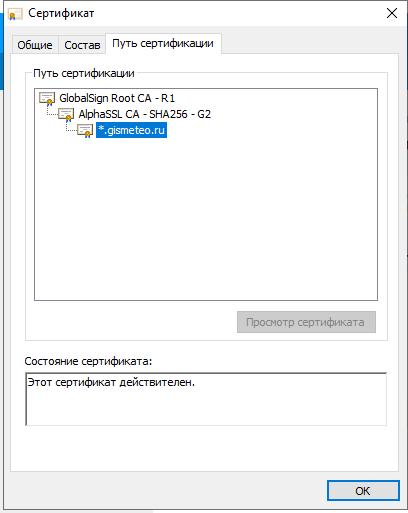 Сертификат
Общие Состав Путь сертификации
Путь сертификации
GlobalSign Root CA - R1
AlphaSSL CA - SHA256 - G2
*.gismeteo.ru
Просмотр сертификата
Состояние сертификата:
Этот сертификат действителен.
ОК